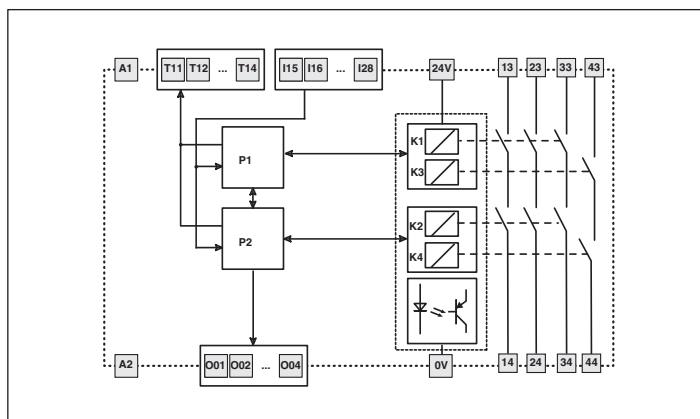 A1 T11 T12 ... T14 I15 I16 ... I28 24V 13 23 33 43
K1
P1
K3
K2
P2
K4
A2 O01 O02 ... O04 0V 14 24 34 44